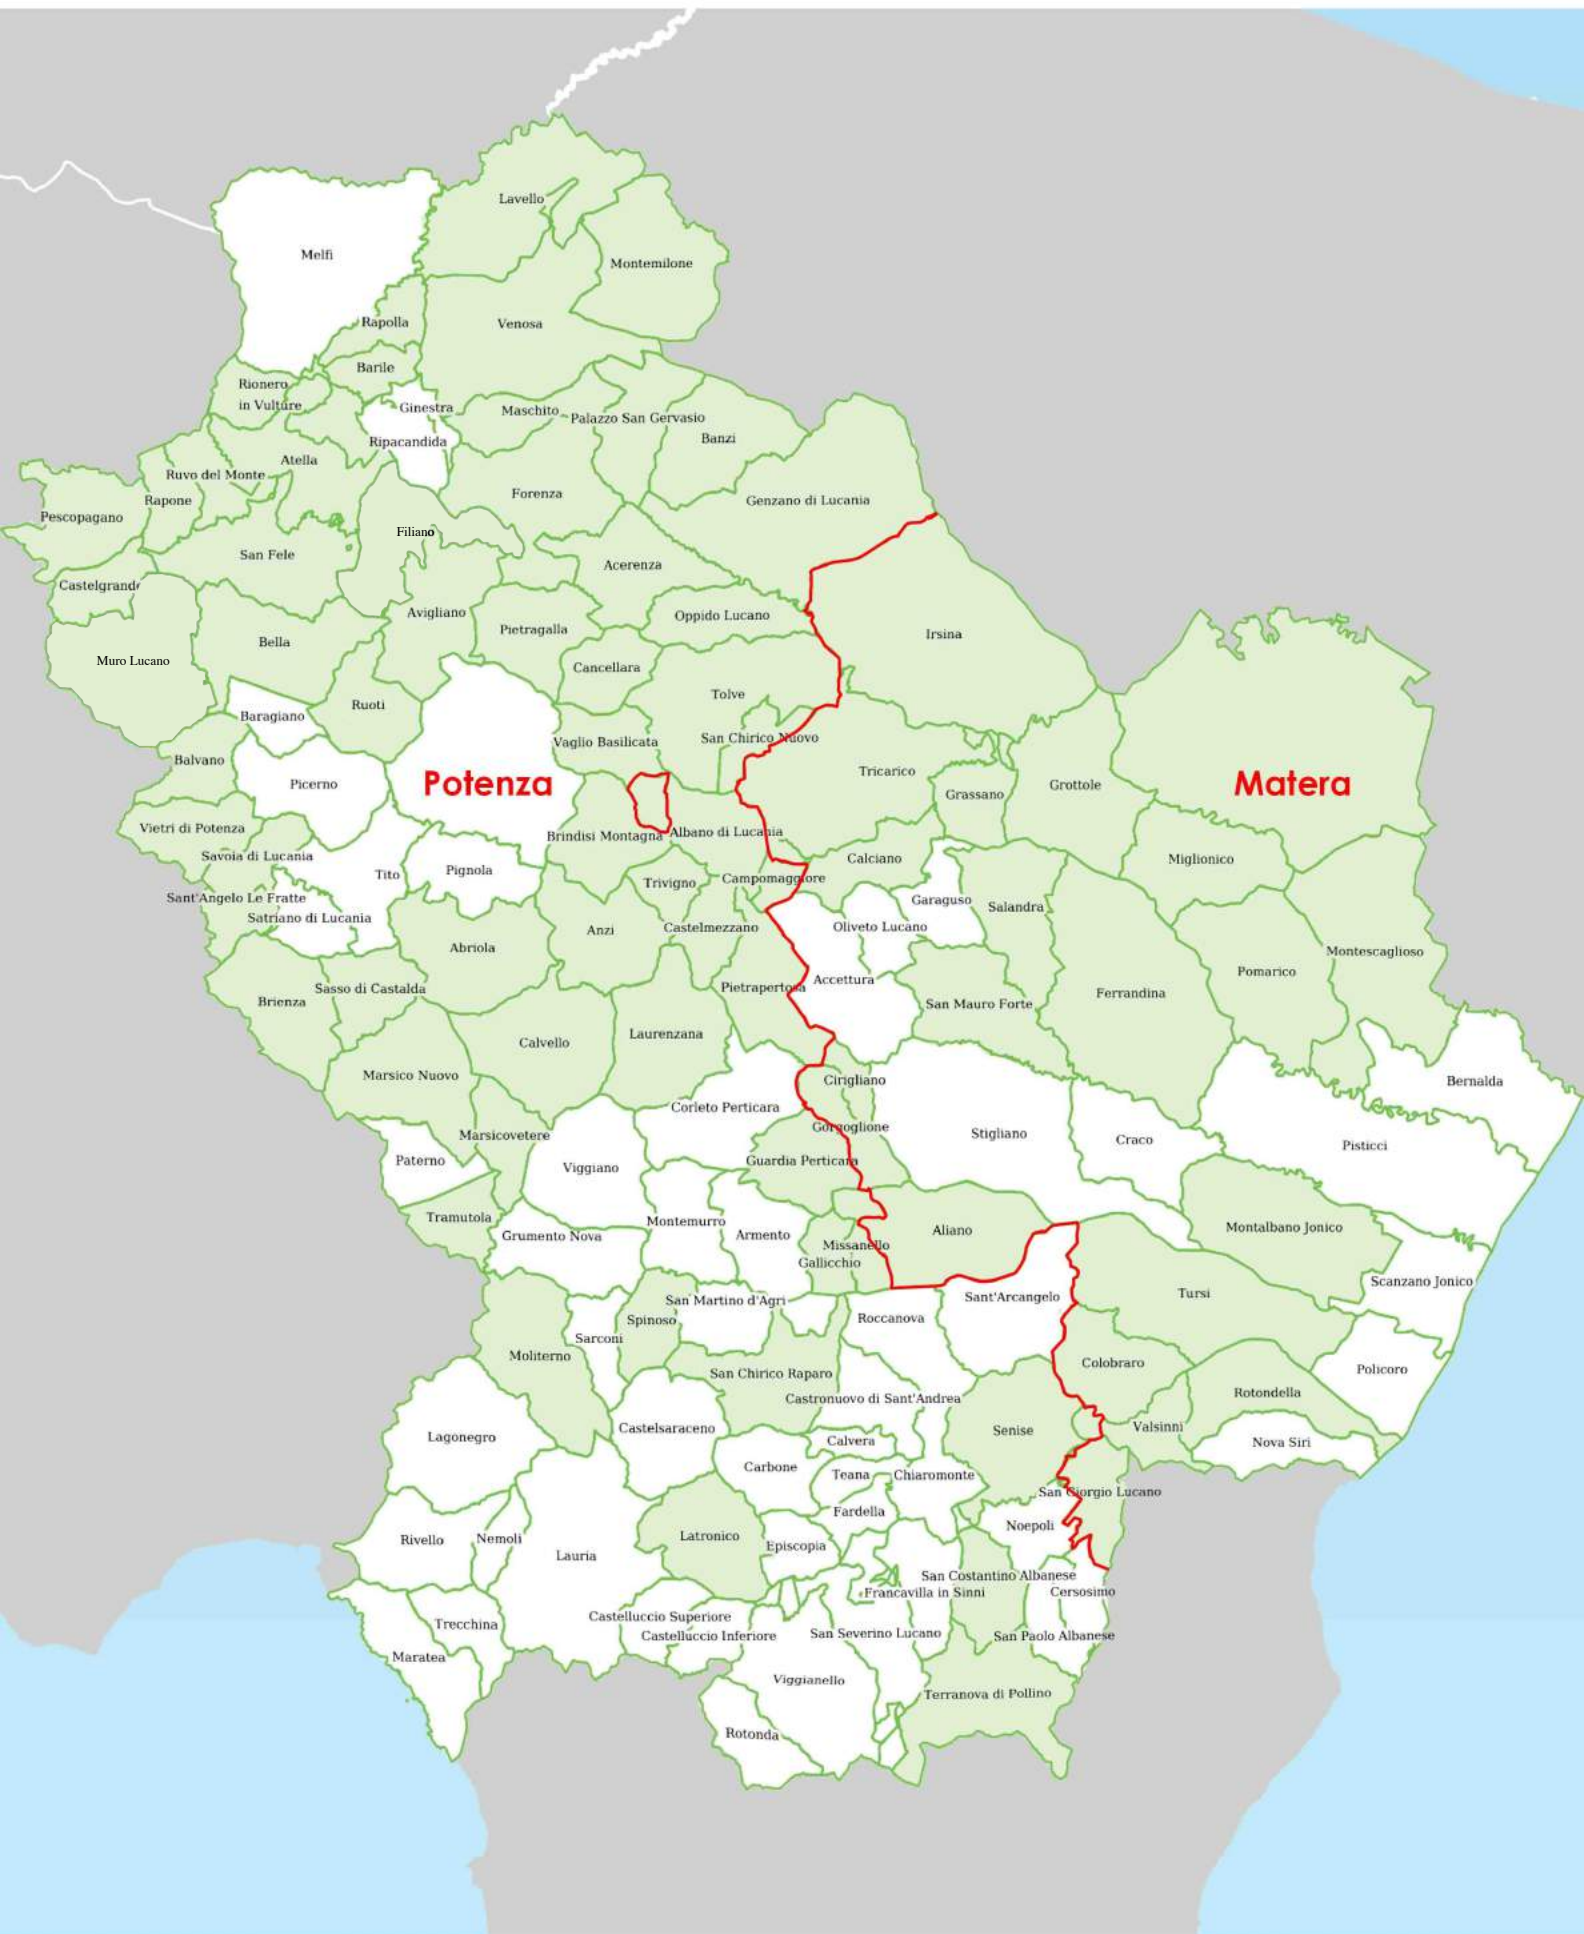 Lavello
Melfi
Montemilone
Rapolla
Venosa
Barile
Rionero
in Vulture
Ginestra
Maschito
Palazzo San Gervasio
Banzi
Ripacandida
Atella
Ruvo del Monte
Rapone
Forenza
Genzano di Lucania
Pescopagano
Filiano
San Fele
Acerenza
Castelgrande
Avigliano
Oppido Lucano
Pietragalla
Irsina
Bella
Muro Lucano
Cancellara
Tolve
Ruoti
Baragiano
Vaglio Basilicata
San Chirico Nuovo
Balvano
Tricarico
Picerno
Potenza
Grassano
Grottole
Matera
Vietri di Potenza
Brindisi Montagna
Albano di Lucania
Savoia di Lucania
Calciano
Miglionico
Tito
Pignola
Trivigno
Campomaggiore
Sant'Angelo Le Fratte
Garaguso
Salandra
Satriano di Lucania
Anzi
Castelmezzano
Oliveto Lucano
Abriola
Montescaglioso
Pomarico
Accettura
Sasso di Castalda
Pietrapertosa
Ferrandina
Brienza
San Mauro Forte
Laurenzana
Calvello
Marsico Nuovo
Cirigliano
Bernalda
Corleto Perticara
Gorgoglione
Marsicovetere
Stigliano
Craco
Pisticci
Paterno
Viggiano
Guardia Perticara
Tramutola
Montemurro
Grumento Nova
Armento
Aliano
Montalbano Jonico
Missanello
Gallicchio
Scanzano Jonico
Tursi
Sant'Arcangelo
San Martino d'Agri
Spinoso
Roccanova
Sarconi
Moliterno
Colobraro
Policoro
San Chirico Raparo
Rotondella
Castronuovo di Sant'Andrea
Castelsaraceno
Senise
Valsinni
Lagonegro
Calvera
Nova Siri
Carbone
Teana
Chiaromonte
San Giorgio Lucano
Fardella
Noepoli
Rivello
Nemoli
Latronico
Episcopia
Lauria
San Costantino Albanese
Francavilla in Sinni
Cersosimo
Castelluccio Superiore
Trecchina
Castelluccio Inferiore
San Severino Lucano
San Paolo Albanese
Maratea
Viggianello
Terranova di Pollino
Rotonda